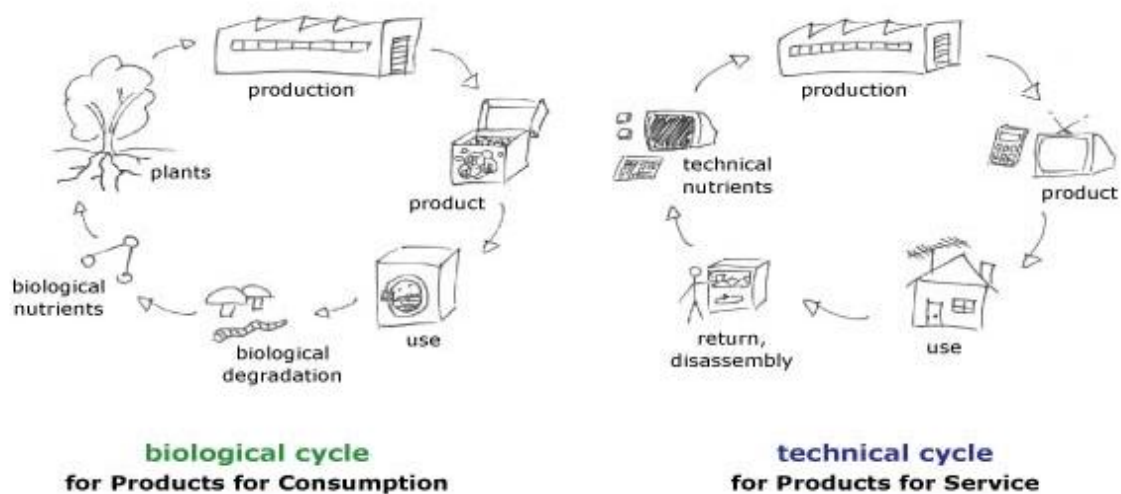 production
plants
product
use
biological
degradation
biological
nutrients
biological cycle
for Products for Consumption
production
product
use
return,
disassembly
technical
nutrients
technical cycle
for Products for Service